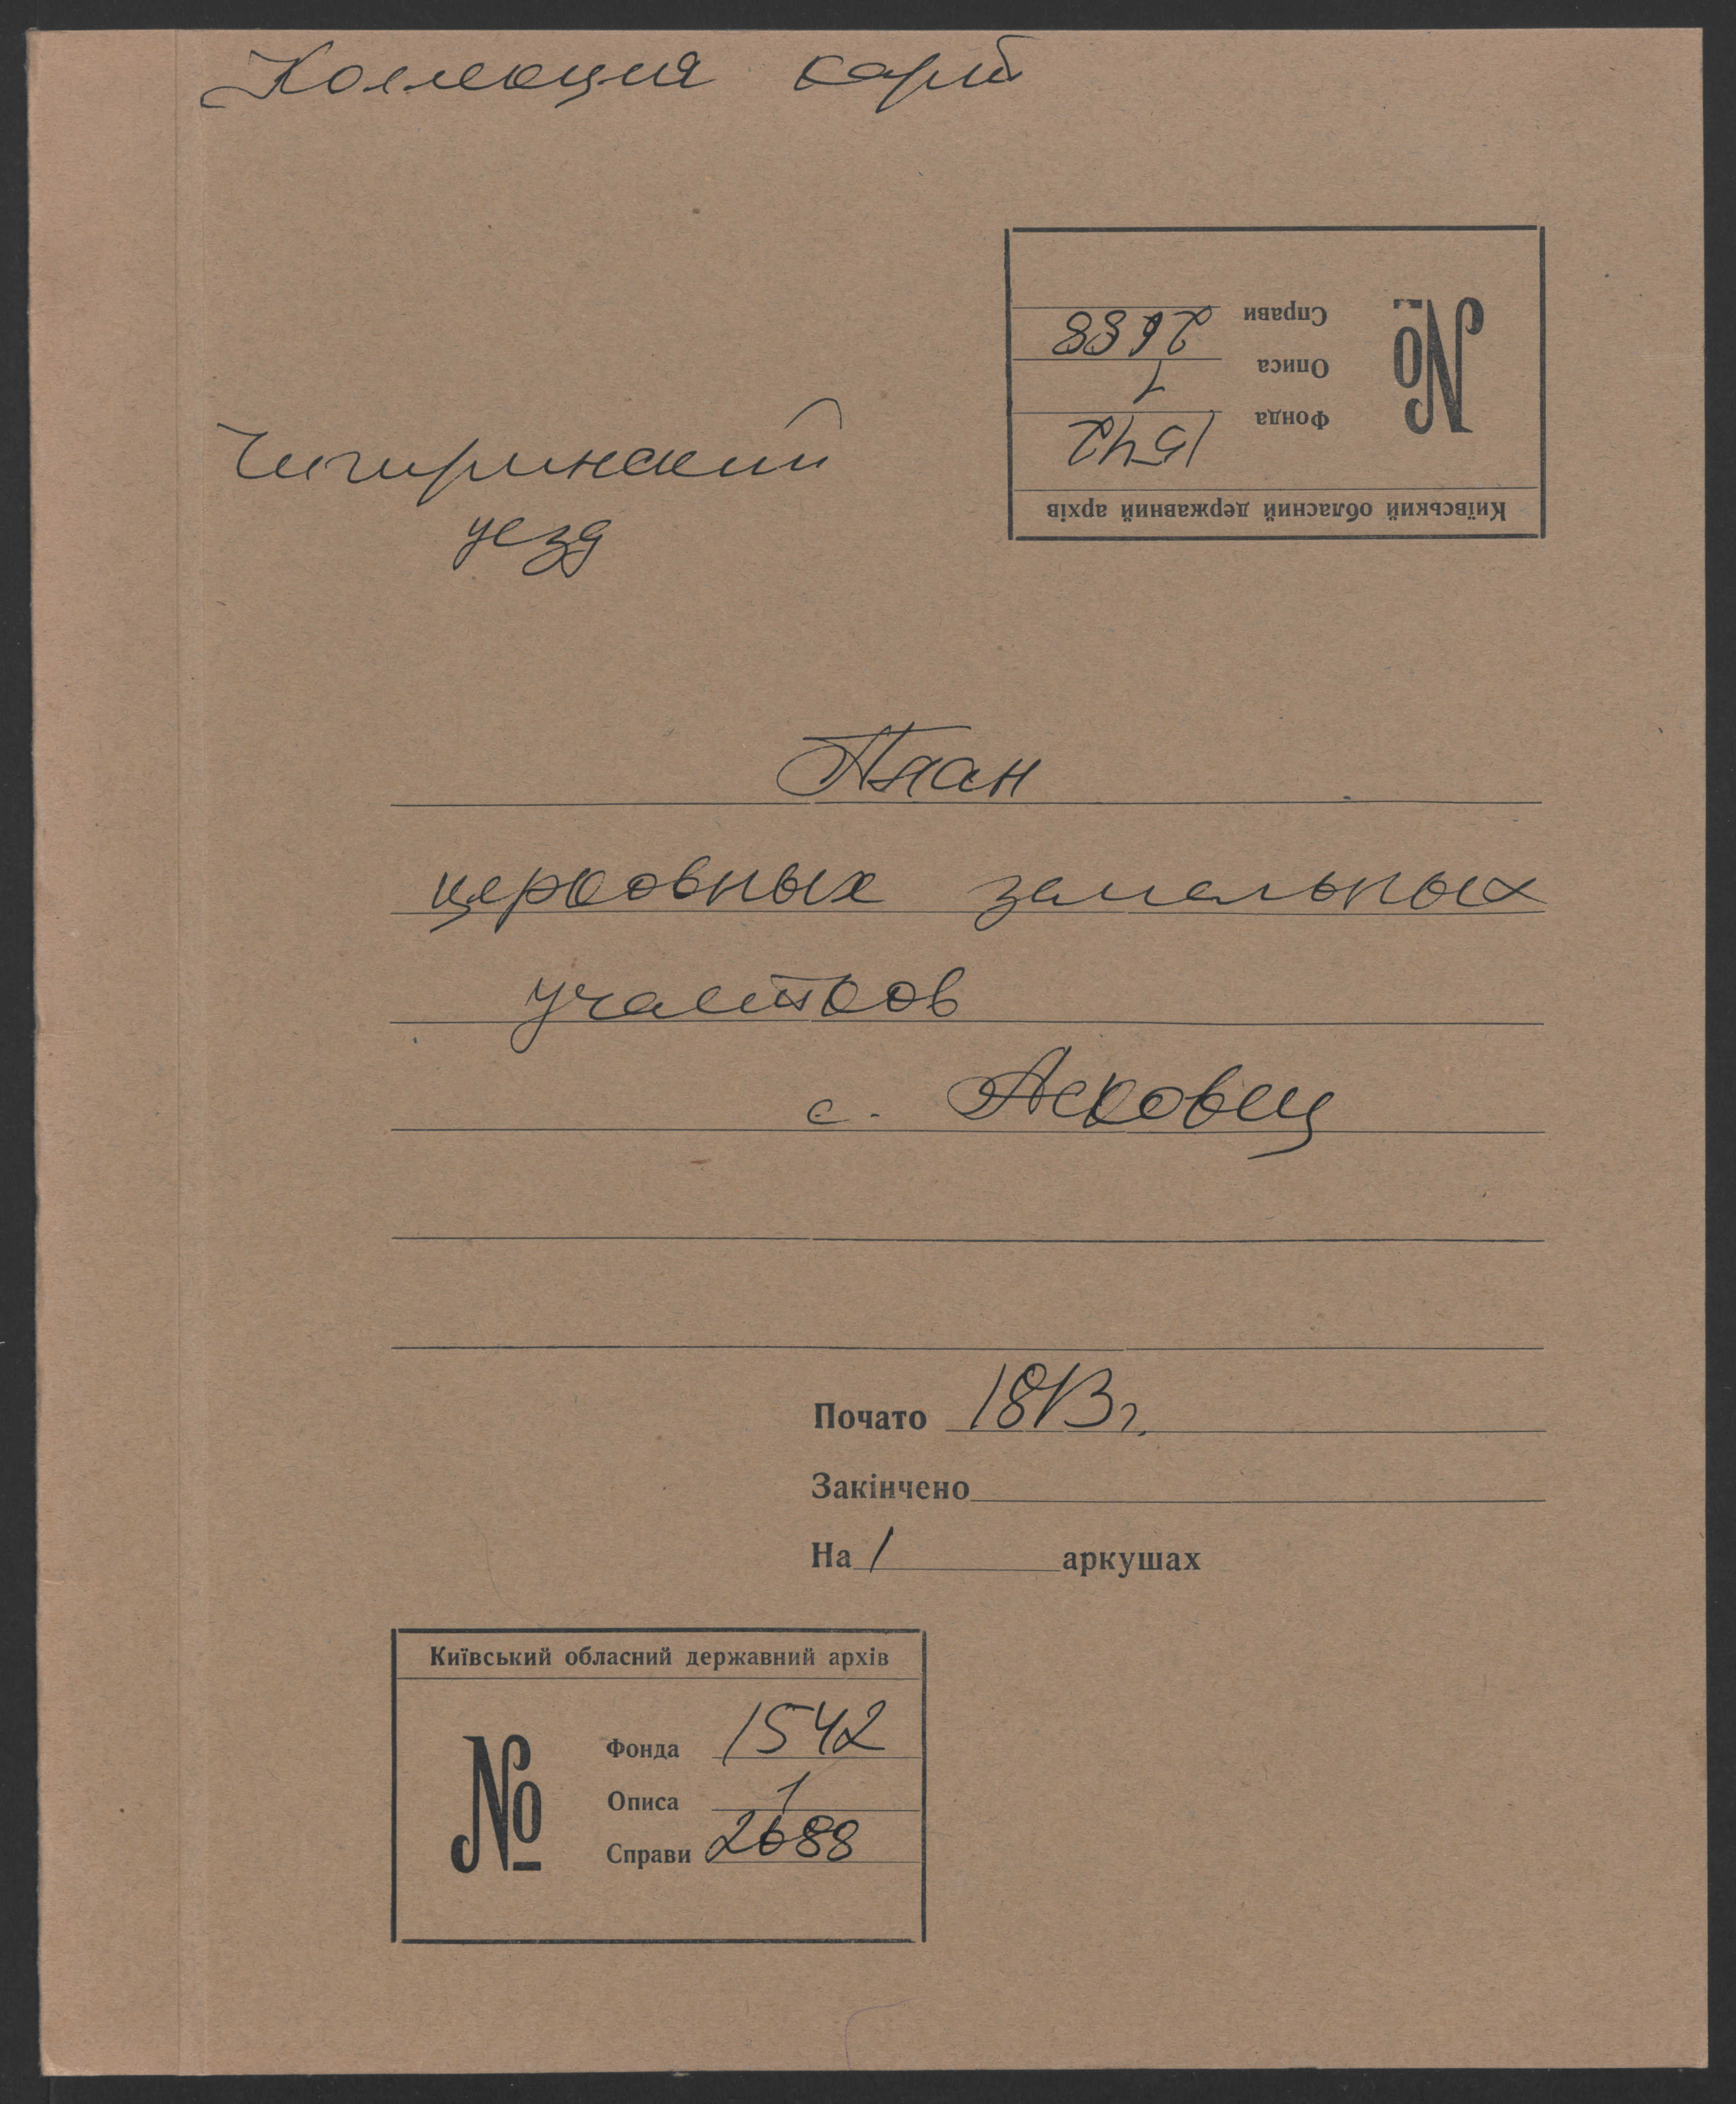 Коллекция карт
Київський обласний державний архів
№
Фонда 1542
Описа 1
Справи 2688
Чигиринский
уезд
План
церковных земельных
участков
с. Асковец
Почато 1813 г.
Закінчено
На 1 аркушах
Київський обласний державний архів
№
Фонда 1542
Описа 1
Справи 2688